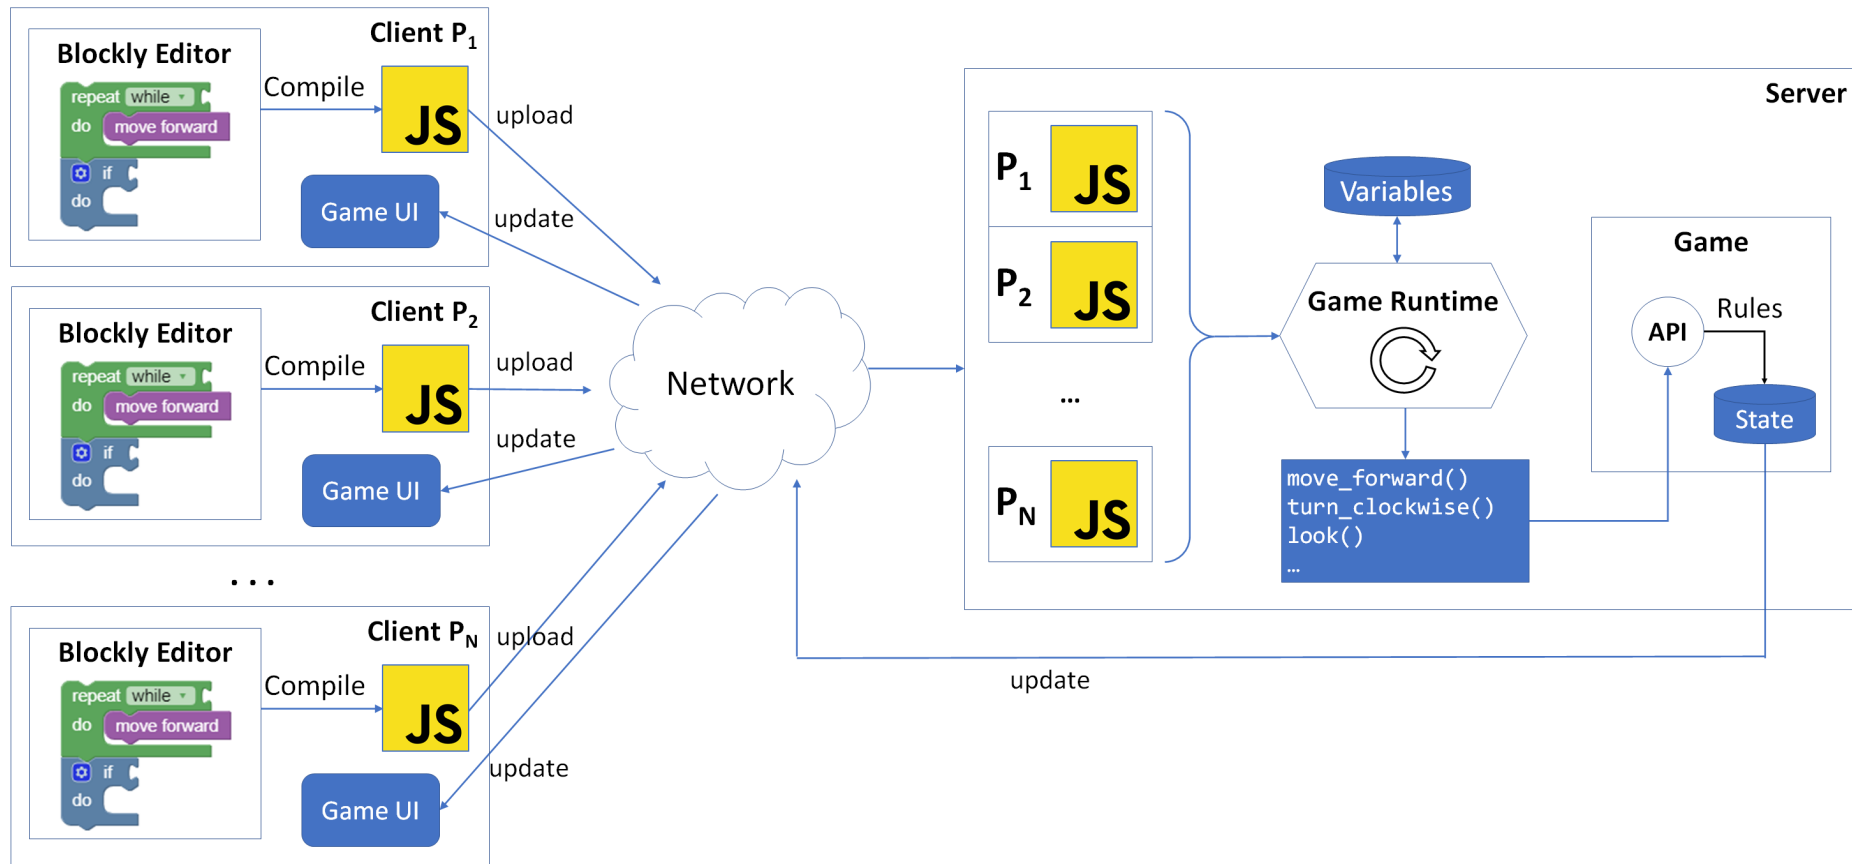 Client P1
Blockly Editor
repeat while
do move forward
if
do
Compile
JS
upload
Game UI
update
Client P2
Blockly Editor
repeat while
do move forward
if
do
Compile
JS
upload
Game UI
update
...
Client PN
Blockly Editor
repeat while
do move forward
if
do
Compile
JS
upload
Game UI
update
Network
Server
P1 JS
P2 JS
...
PN JS
Variables
Game Runtime
move_forward()
turn_clockwise()
look()
…
Game
API
Rules
State
update